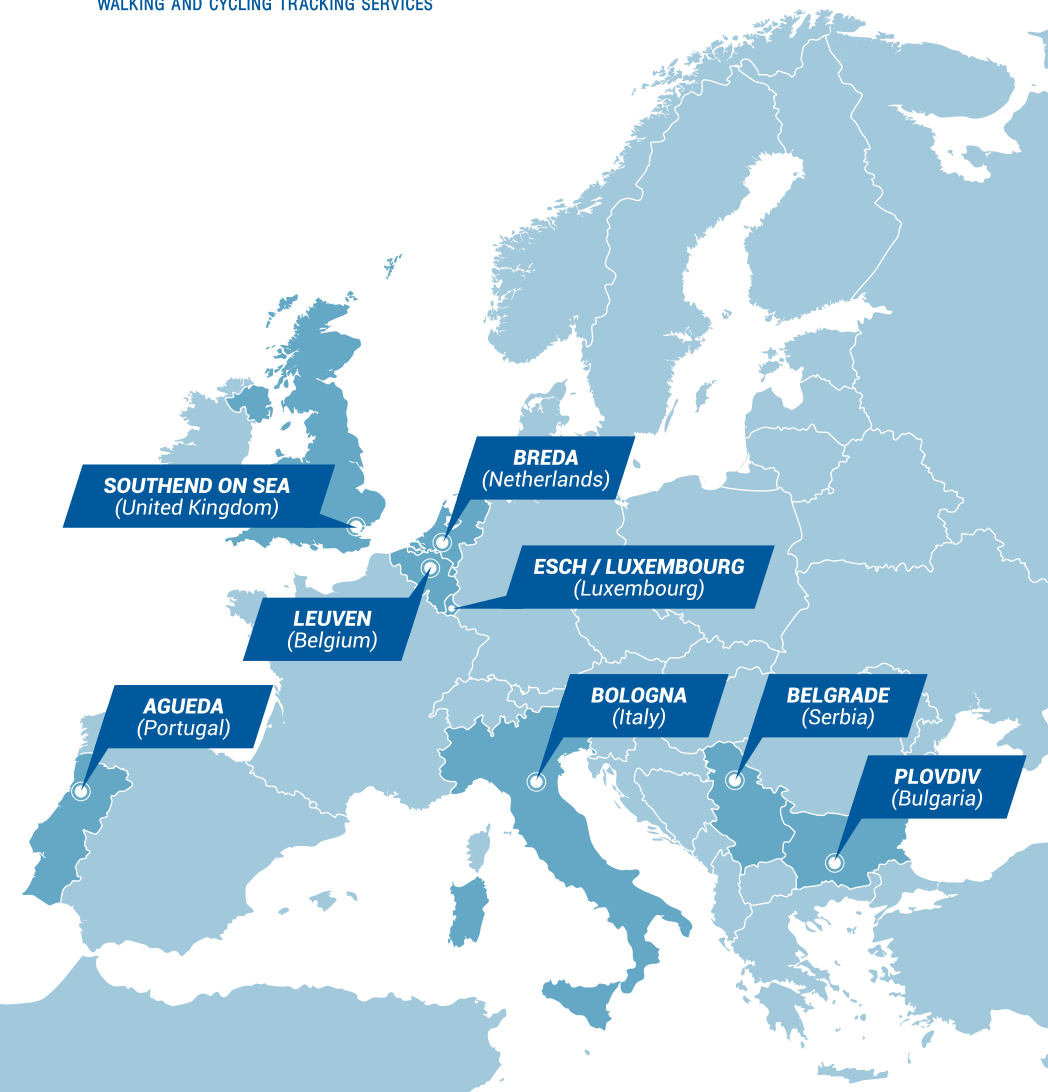 WALKING AND CYCLING TRACKING SERVICES
BREDA
(Netherlands)
SOUTHEND ON SEA
(United Kingdom)
ESCH / LUXEMBOURG
(Luxembourg)
LEUVEN
(Belgium)
AGUEDA
(Portugal)
BOLOGNA
(Italy)
BELGRADE
(Serbia)
PLOVDIV
(Bulgaria)